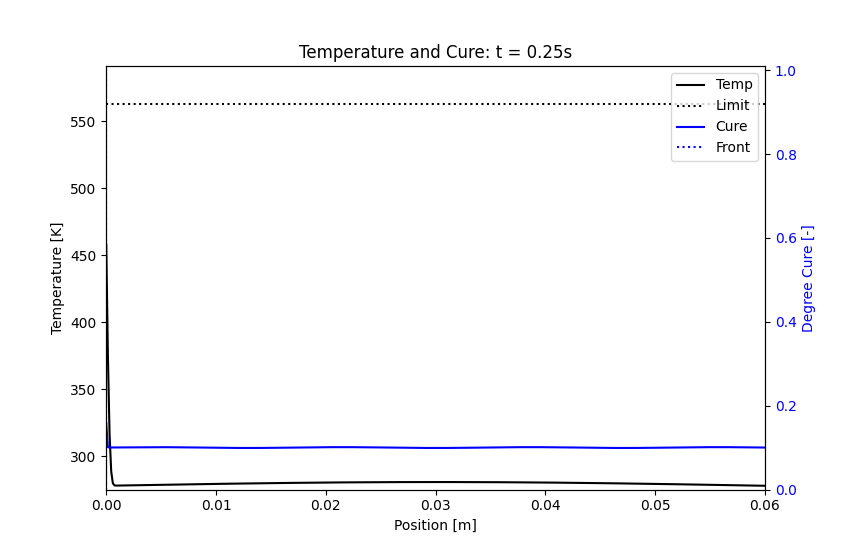 Temperature and Cure: t = 0.25s
Temp
Limit
Cure
Front
550
500
450
400
350
300
Temperature [K]
1.0
0.8
0.6
0.4
0.2
0.0
Degree Cure [-]
0.00
0.01
0.02
0.03
0.04
0.05
0.06
Position [m]